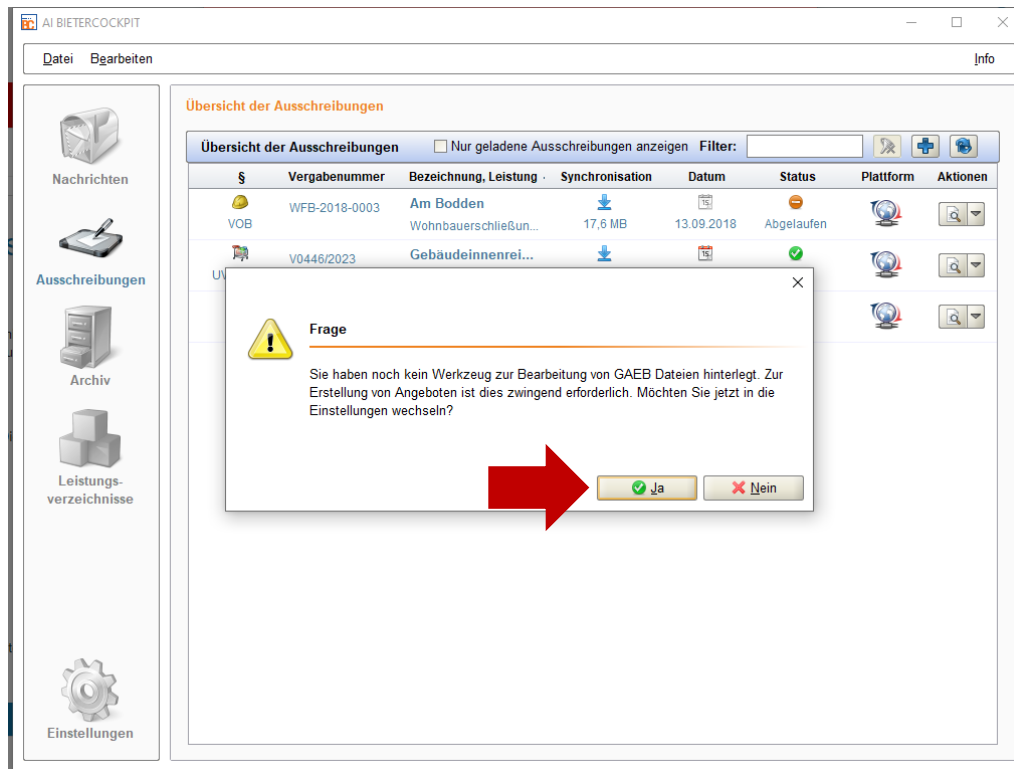 AI BIETERCOCKPIT
Datei Bearbeiten Info
Nachrichten
Ausschreibungen
Archiv
Leistungs-
verzeichnisse
Einstellungen
Übersicht der Ausschreibungen
Übersicht der Ausschreibungen Nur geladene Ausschreibungen anzeigen Filter:
§ Vergabenummer Bezeichnung, Leistung Synchronisation Datum Status Plattform Aktionen
VOB WFB-2018-0003 Am Bodden 17,6 MB 13.09.2018 Abgelaufen
Wohnbauerschließun...
V0446/2023 Gebäudeinnenrei...
Frage
Sie haben noch kein Werkzeug zur Bearbeitung von GAEB Dateien hinterlegt. Zur
Erstellung von Angeboten ist dies zwingend erforderlich. Möchten Sie jetzt in die
Einstellungen wechseln?
Ja Nein